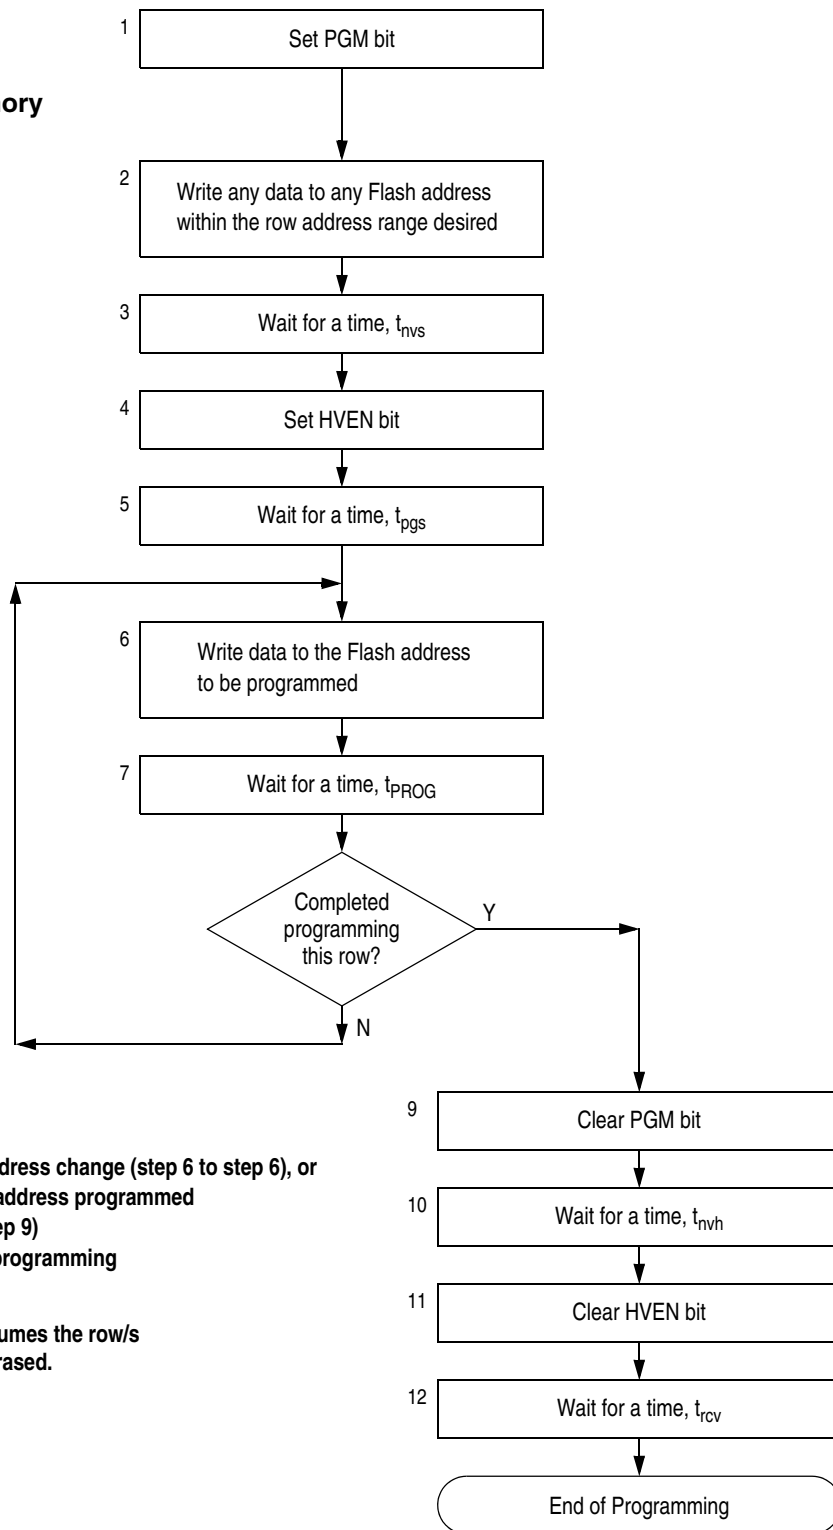 1
Set PGM bit
ory
2
Write any data to any Flash address
within the row address range desired
3
Wait for a time, tnvs
4
Set HVEN bit
5
Wait for a time, tpgs
6
Write data to the Flash address
to be programmed
7
Wait for a time, tPROG
Completed
programming
this row?
Y
N
9
Clear PGM bit
dress change (step 6 to step 6), or
address programmed
ep 9)
programming
10
Wait for a time, tnvh
11
Clear HVEN bit
umes the row/s
rased.
12
Wait for a time, trcv
End of Programming